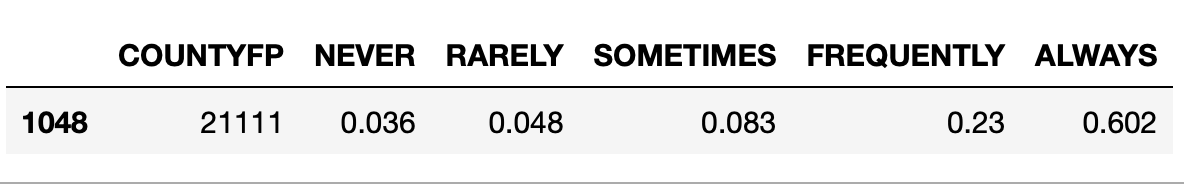 COUNTYFP NEVER RARELY SOMETIMES FREQUENTLY ALWAYS
1048 21111 0.036 0.048 0.083 0.23 0.602